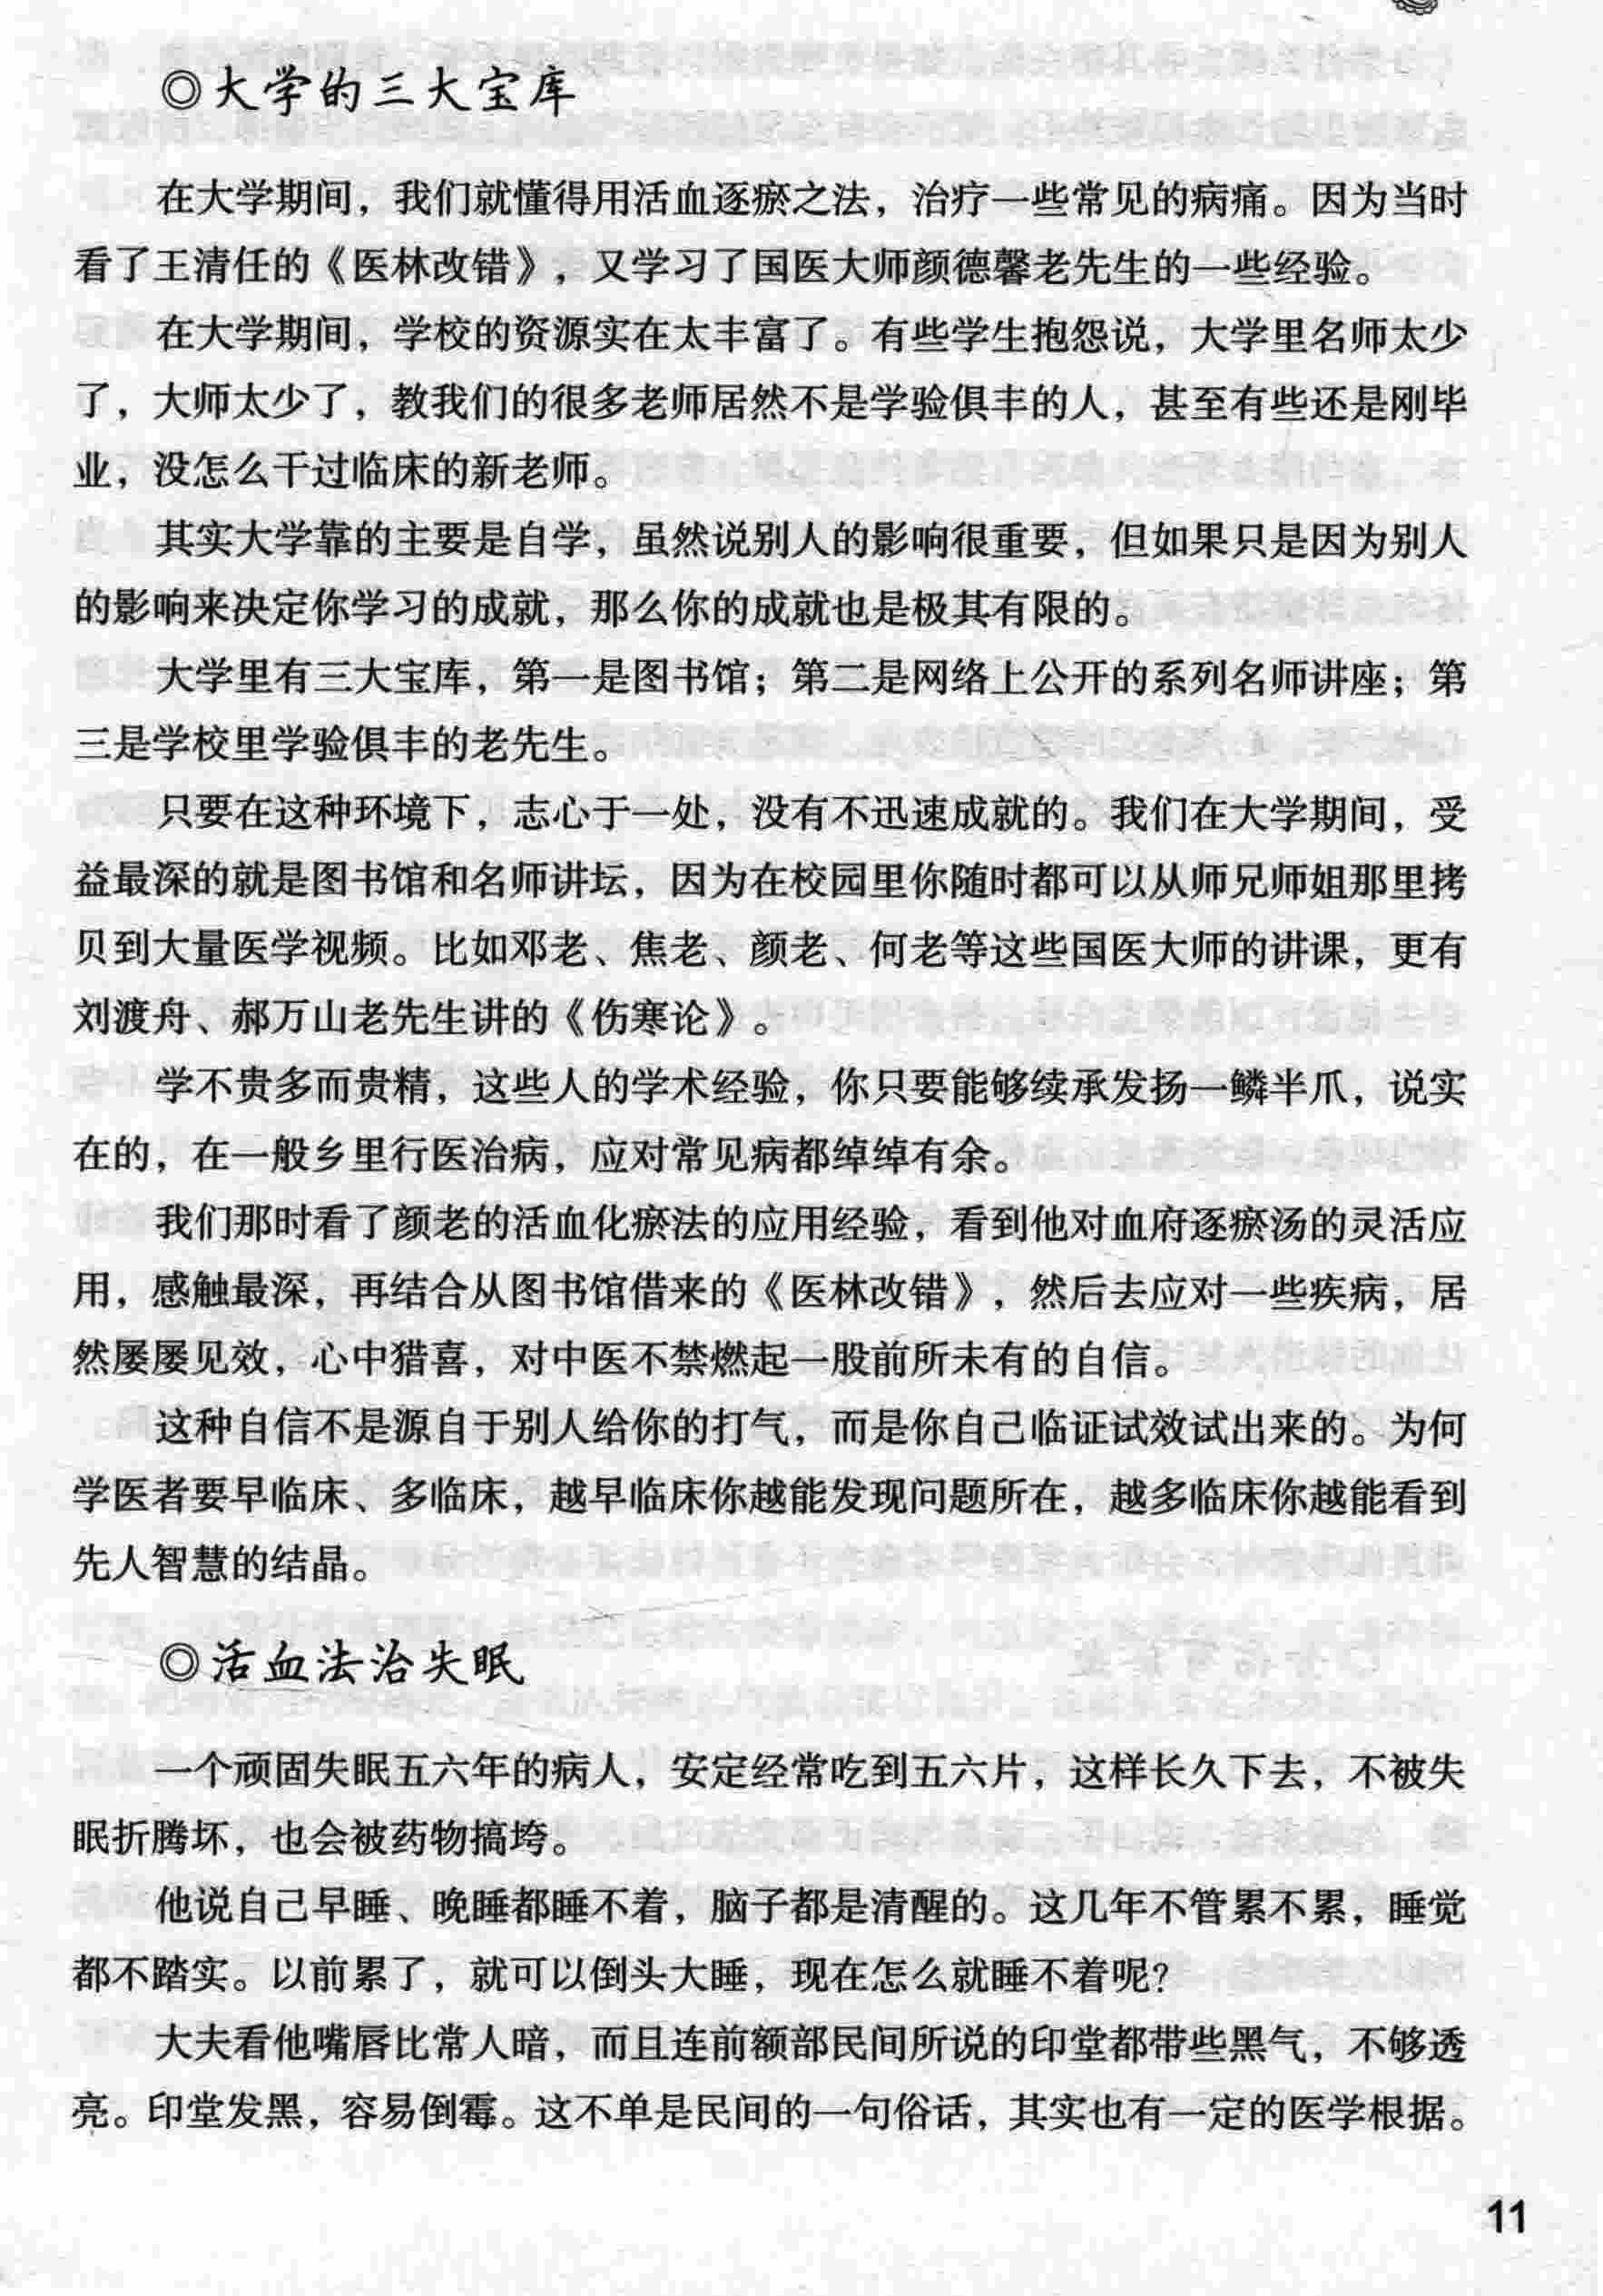 ◎大学的三大宝库
在大学期间，我们就懂得用活血逐瘀之法，治疗一些常见的病痛。因为当时
看了王清任的《医林改错》，又学习了国医大师颜德馨老先生的一些经验。
在大学期间，学校的资源实在太丰富了。有些学生抱怨说，大学里名师太少
了，大师太少了，教我们的很多老师居然不是学验俱丰的人，甚至有些还是刚毕
业，没怎么干过临床的新老师。
其实大学靠的主要是自学，虽然说别人的影响很重要，但如果只是因为别人
的影响来决定你学习的成就，那么你的成就也是极其有限的。
大学里有三大宝库，第一是图书馆；第二是网络上公开的系列名师讲座；第
三是学校里学验俱丰的老先生。
只要在这种环境下，志心于一处，没有不迅速成就的。我们在大学期间，受
益最深的就是图书馆和名师讲坛，因为在校园里你随时都可以从师兄师姐那里拷
贝到大量医学视频。比如邓老、焦老、颜老、何老等这些国医大师的讲课，更有
刘渡舟、郝万山老先生讲的《伤寒论》。
学不贵多而贵精，这些人的学术经验，你只要能够续承发扬一鳞半爪，说实
在的，在一般乡里行医治病，应对常见病都绰绰有余。
我们那时看了颜老的活血化瘀法的应用经验，看到他对血府逐瘀汤的灵活应
用，感触最深，再结合从图书馆借来的《医林改错》，然后去应对一些疾病，居
然屡屡见效，心中猎喜，对中医不禁燃起一股前所未有的自信。
这种自信不是源自于别人给你的打气，而是你自己临证试效试出来的。为何
学医者要早临床、多临床，越早临床你越能发现问题所在，越多临床你越能看到
先人智慧的结晶。
◎活血法治失眠
一个顽固失眠五六年的病人，安定经常吃到五六片，这样长久下去，不被失
眠折腾坏，也会被药物搞垮。
他说自己早睡、晚睡都睡不着，脑子都是清醒的。这几年不管累不累，睡觉
都不踏实。以前累了，就可以倒头大睡，现在怎么就睡不着呢？
大夫看他嘴唇比常人暗，而且连前额部民间所说的印堂都带些黑气，不够透
亮。印堂发黑，容易倒霉。这不单是民间的一句俗话，其实也有一定的医学根据。
11